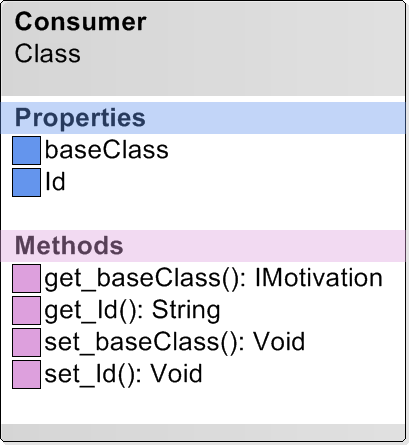 Consumer
Class
Properties
baseClass
Id
Methods
get_baseClass(): IMotivation
get_Id(): String
set_baseClass(): Void
set_Id(): Void